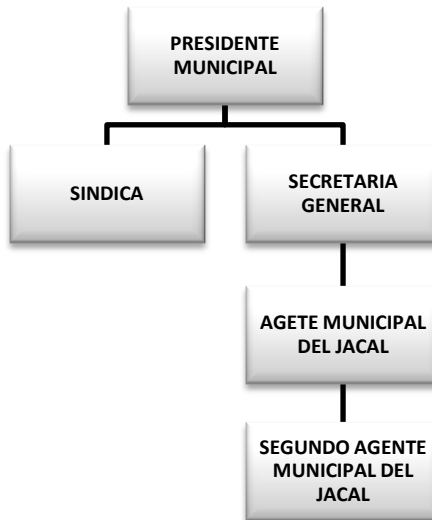 PRESIDENTE
MUNICIPAL
SINDICA
SECRETARIA
GENERAL
AGETE MUNICIPAL
DEL JACAL
SEGUNDO AGENTE
MUNICIPAL DEL
JACAL